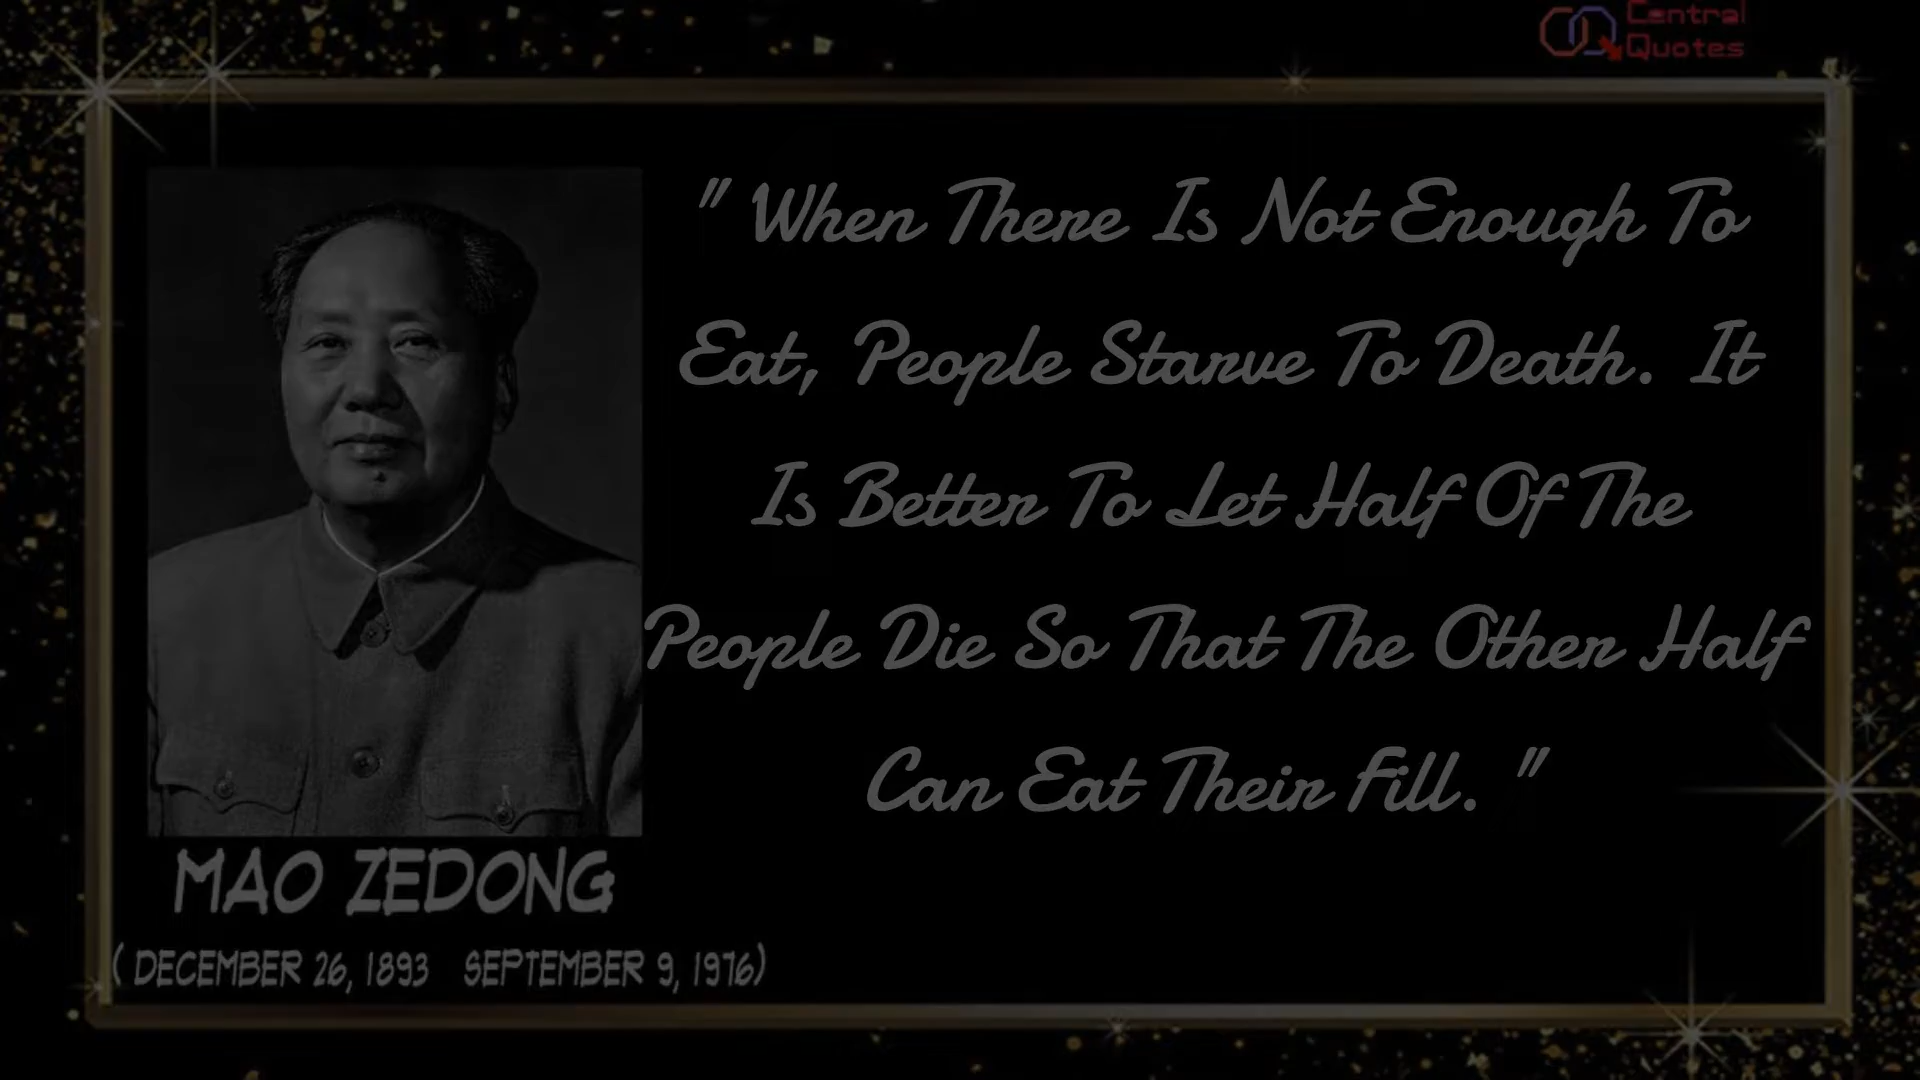 Central
Quotes
" When There Is Not Enough To
Eat, People Starve To Death. It
Is Better To Let Half Of The
People Die So That The Other Half
Can Eat Their Fill. "
MAO ZEDONG
( DECEMBER 26, 1893 SEPTEMBER 9, 1976)